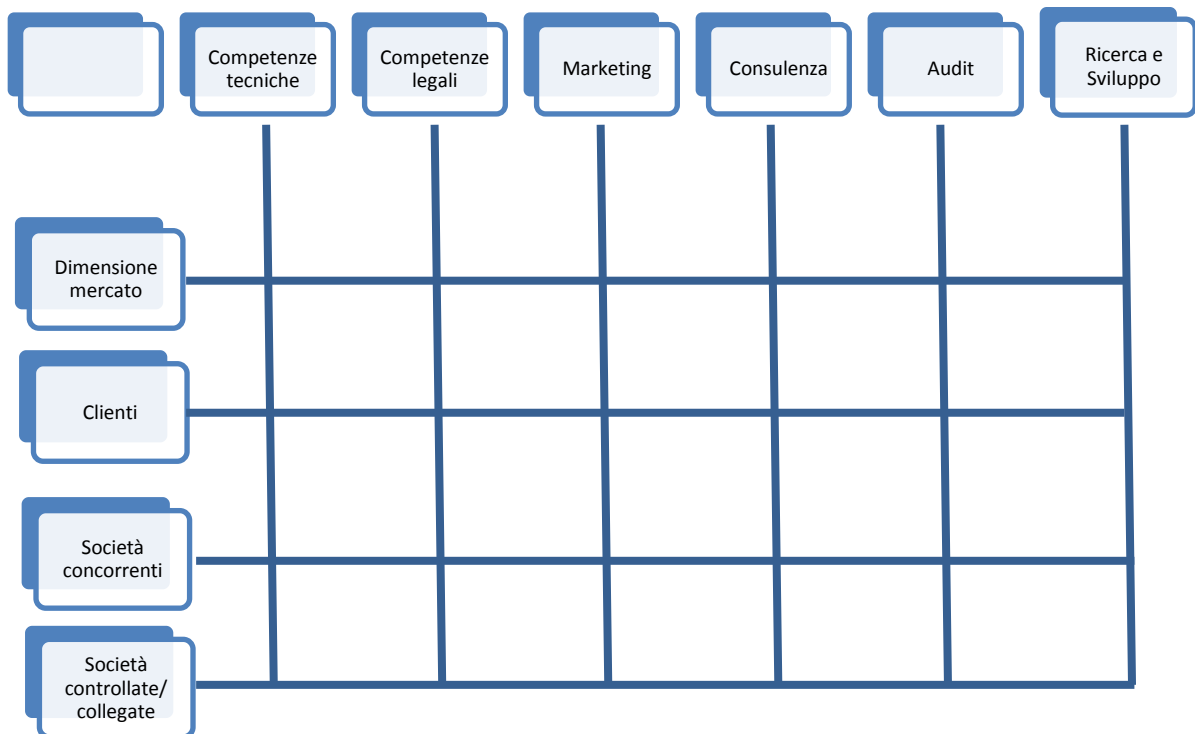 Competenze
tecniche
Competenze
legali
Marketing
Consulenza
Audit
Ricerca e
Sviluppo
Dimensione
mercato
Clienti
Società
concorrenti
Società
controllate/
collegate